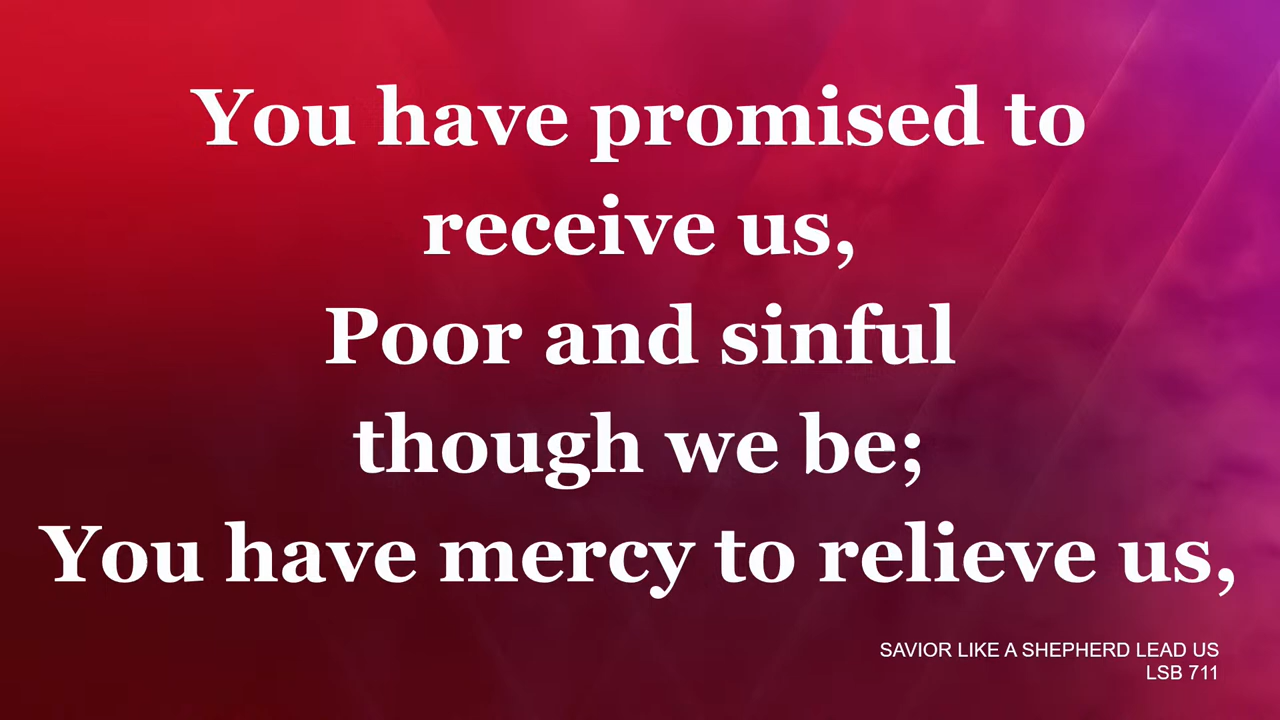 You have promised to
receive us,
Poor and sinful
though we be;
You have mercy to relieve us,
SAVIOR LIKE A SHEPHERD LEAD US
LSB 711